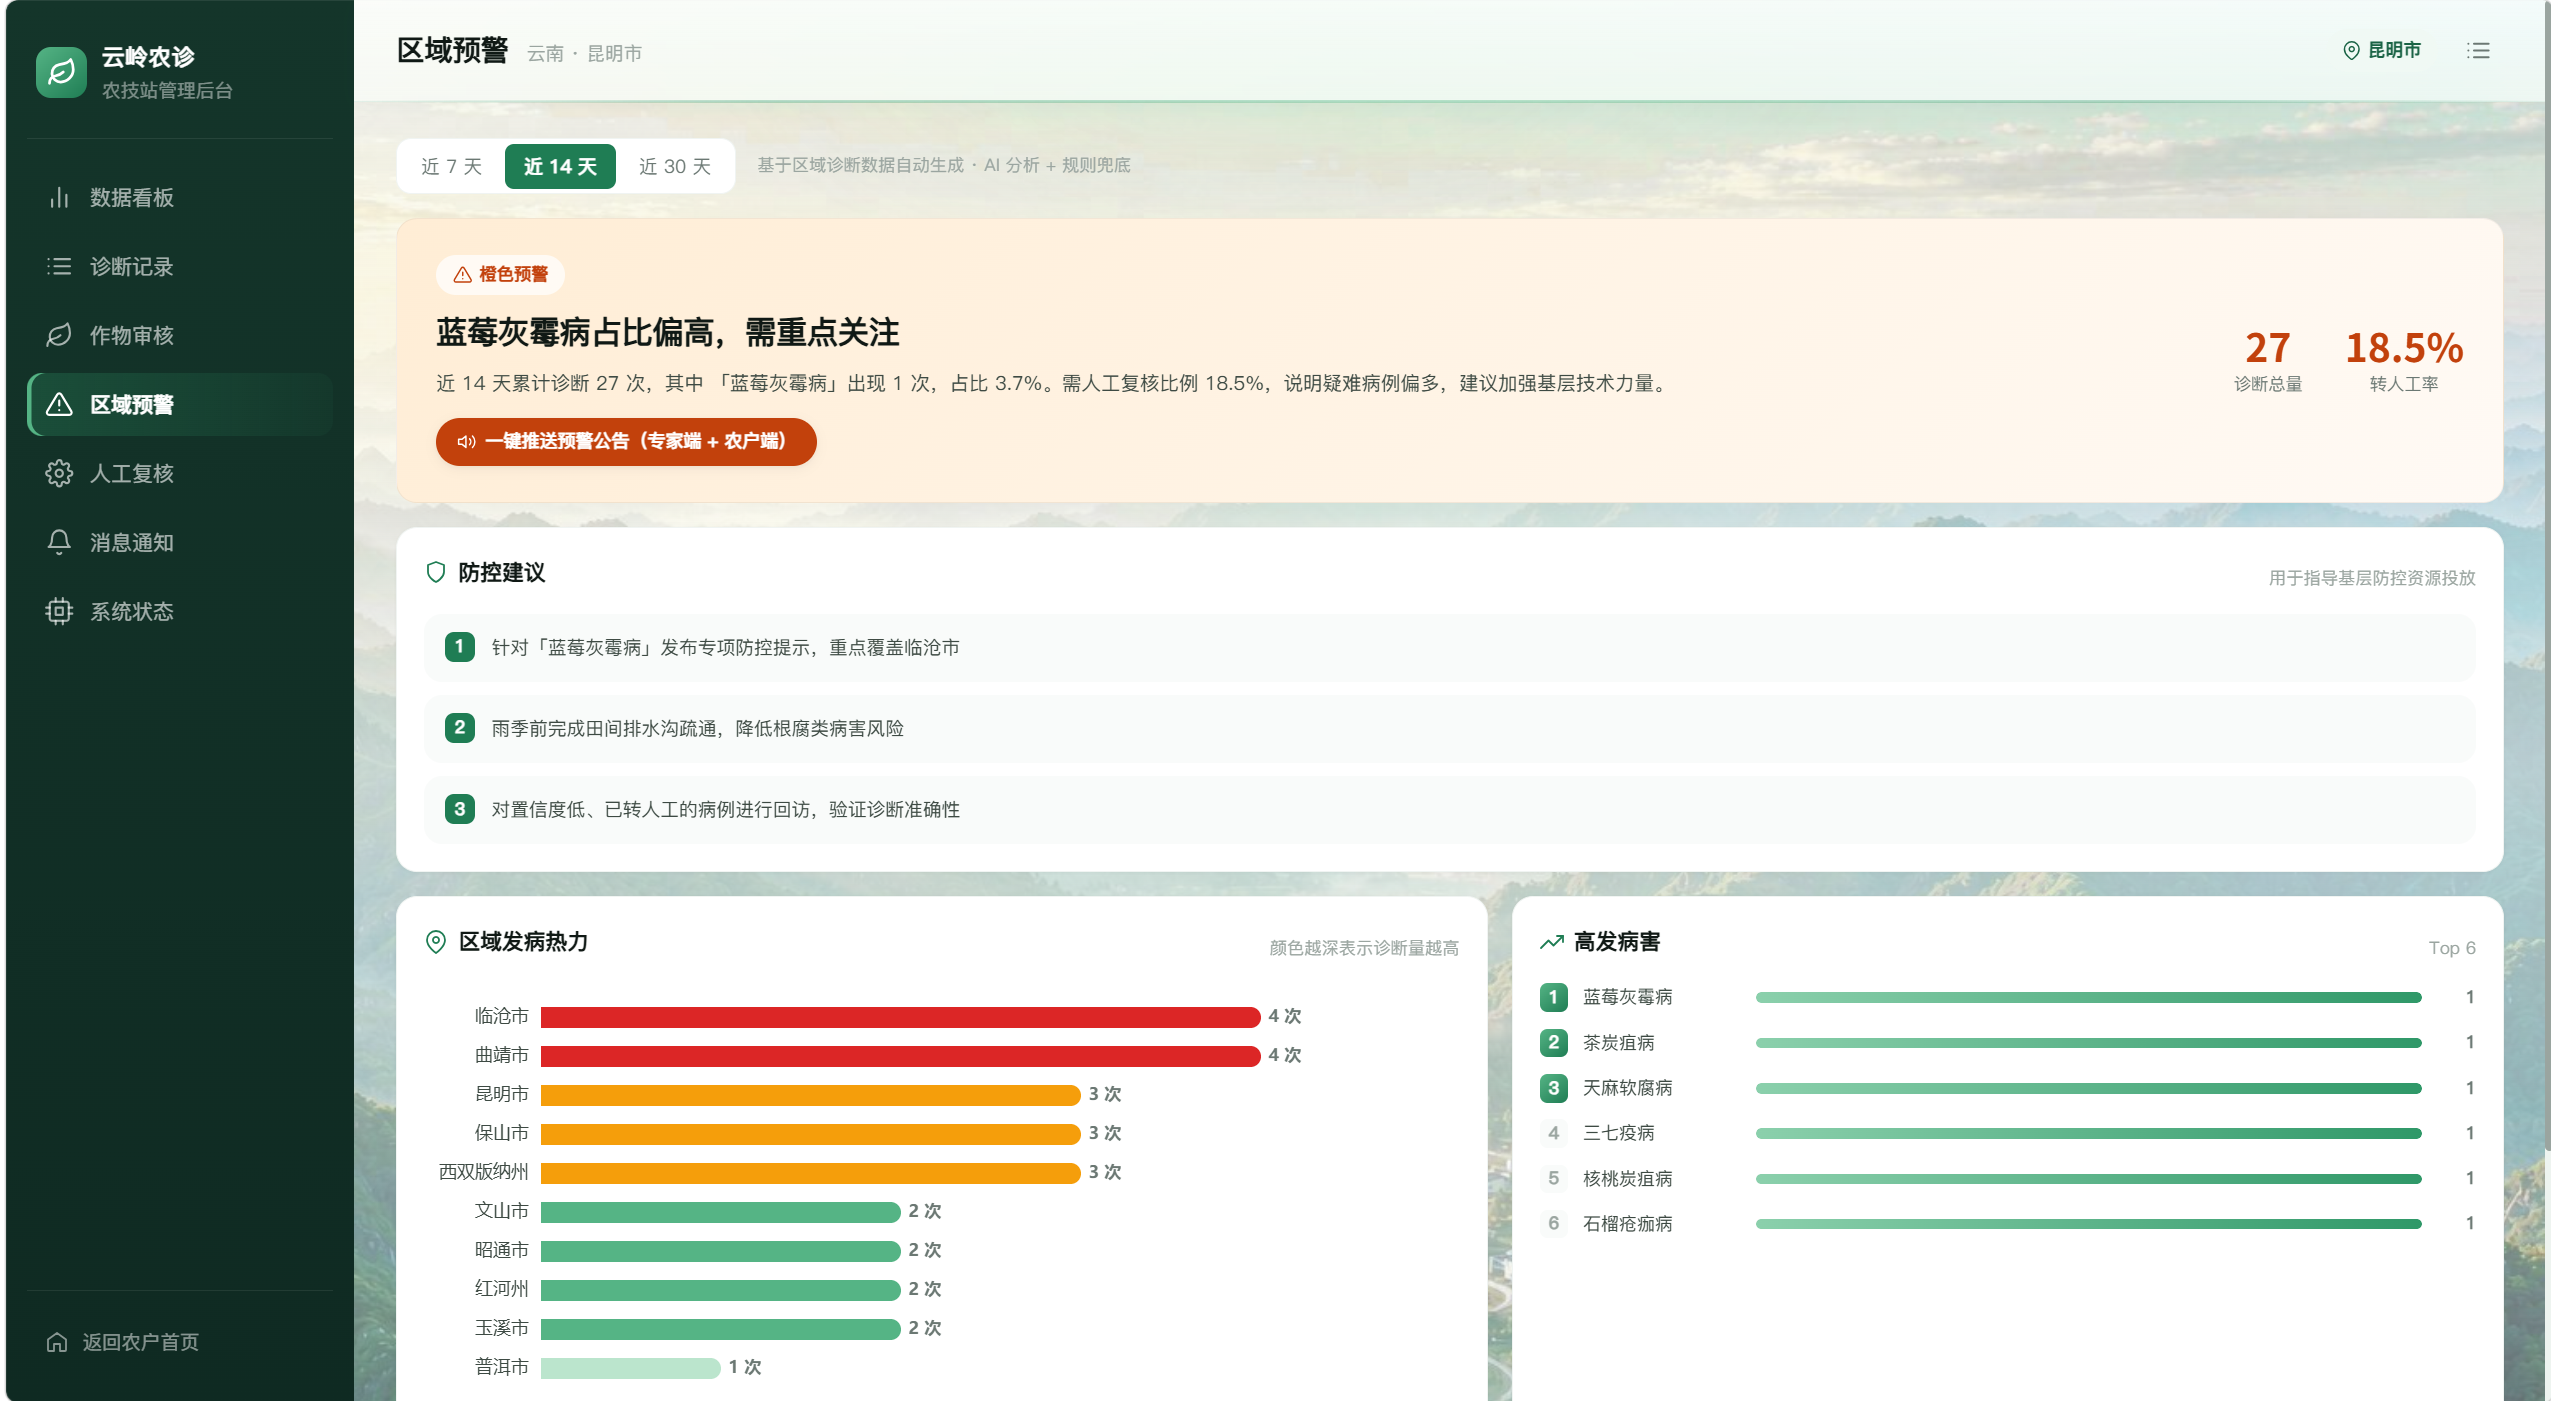 云岭农诊
农技站管理后台
数据看板
诊断记录
作物审核
区域预警
人工复核
消息通知
系统状态
返回农户首页
区域预警 云南 · 昆明市
昆明市
近 7 天 近 14 天 近 30 天 基于区域诊断数据自动生成 · AI 分析 + 规则兜底
橙色预警
蓝莓灰霉病占比偏高，需重点关注
近 14 天累计诊断 27 次，其中 「蓝莓灰霉病」出现 1 次，占比 3.7%。需人工复核比例 18.5%，说明疑难病例偏多，建议加强基层技术力量。
一键推送预警公告（专家端 + 农户端）
27 18.5%
诊断总量 转人工率
防控建议
用于指导基层防控资源投放
1 针对「蓝莓灰霉病」发布专项防控提示，重点覆盖临沧市
2 雨季前完成田间排水沟疏通，降低根腐类病害风险
3 对置信度低、已转人工的病例进行回访，验证诊断准确性
区域发病热力
颜色越深表示诊断量越高
临沧市 4 次
曲靖市 4 次
昆明市 3 次
保山市 3 次
西双版纳州 3 次
文山市 2 次
昭通市 2 次
红河州 2 次
玉溪市 2 次
普洱市 1 次
高发病害
Top 6
1 蓝莓灰霉病 1
2 茶炭疽病 1
3 天麻软腐病 1
4 三七疫病 1
5 核桃炭疽病 1
6 石榴疮痂病 1